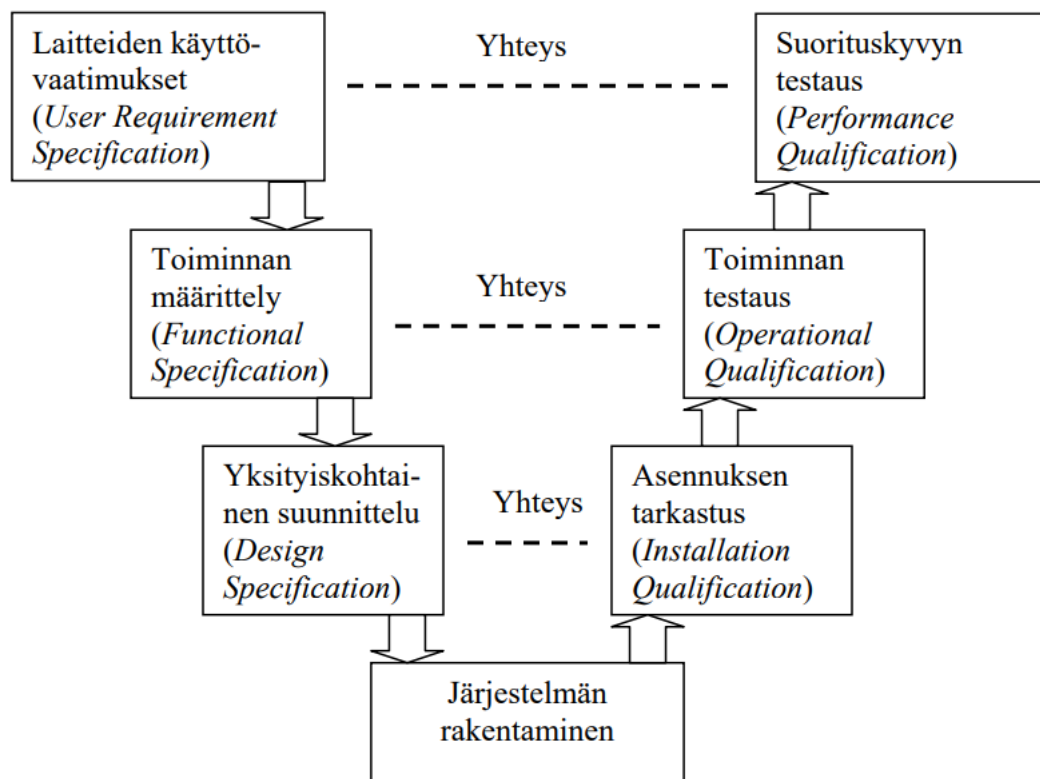 Laitteiden käyttö-
vaatimukset
(User Requirement
Specification)
Yhteys
Suorituskyvyn
testaus
(Performance
Qualification)
Toiminnan
määrittely
(Functional
Specification)
Yhteys
Toiminnan
testaus
(Operational
Qualification)
Yksityiskohtai-
nen suunnittelu
(Design
Specification)
Yhteys
Asennuksen
tarkastus
(Installation
Qualification)
Järjestelmän
rakentaminen